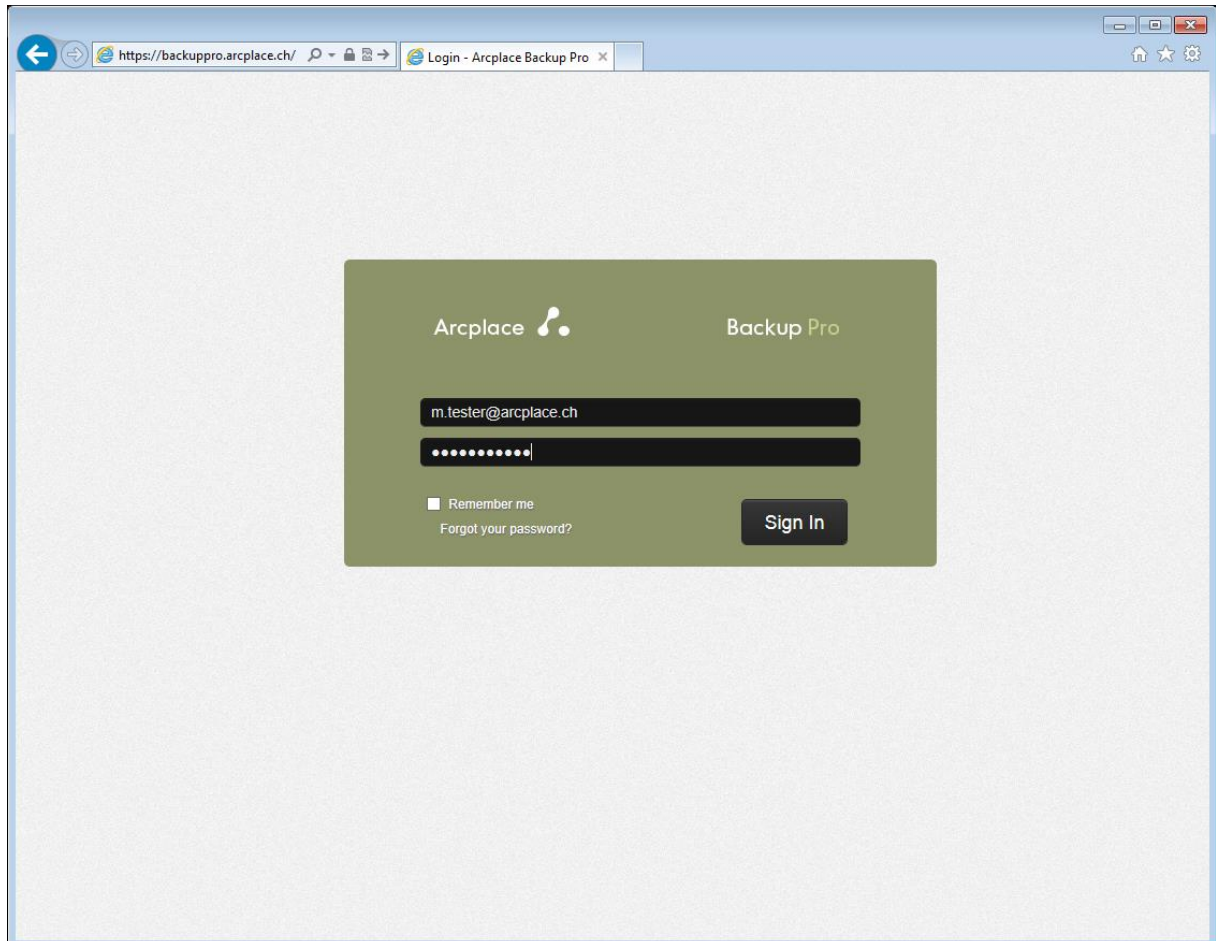 https://backuppro.arcplace.ch/
Login - Arcplace Backup Pro
Arcplace
Backup Pro
m.tester@arcplace.ch
Remember me
Forgot your password?
Sign In